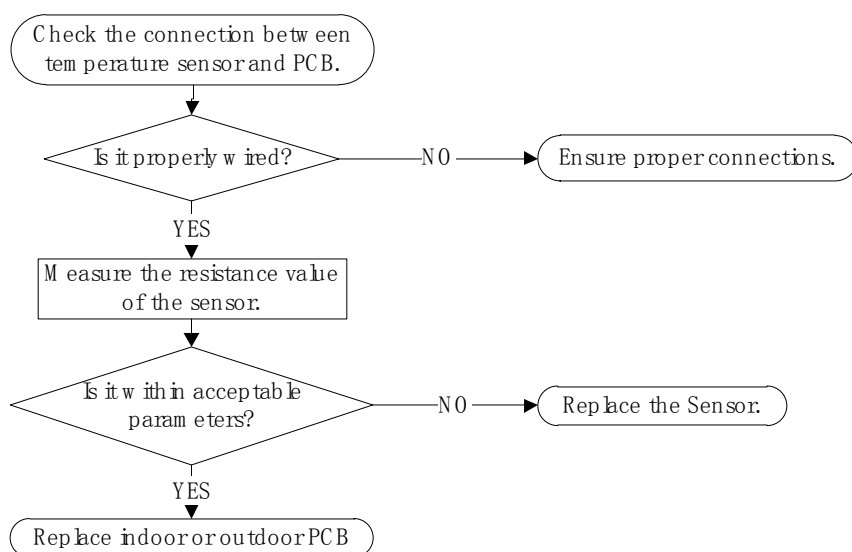 Check the connection between
temperature sensor and PCB.
Is it properly wired?
NO
Ensure proper connections.
YES
Measure the resistance value
of the sensor.
Is it within acceptable
parameters?
NO
Replace the Sensor.
YES
Replace indoor or outdoor PCB